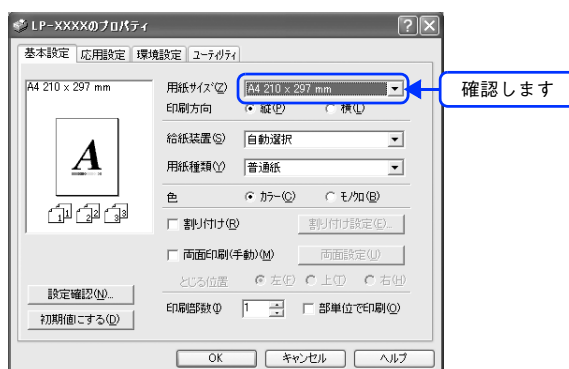 LP-XXXXのプロパティ
基本設定 応用設定 環境設定 ユーティリティ
A4 210 x 297 mm
用紙サイズ(Z) A4 210 x 297 mm
確認します
印刷方向 縦(P) 横(L)
給紙装置(S) 自動選択
用紙種類(Y) 普通紙
A
色 カラー(C) モノクロ(B)
1 1 2 2 3 3
割り付け(R) 割り付け設定(E)...
両面印刷(手動)(M) 両面設定(U)
とじる位置 左(F) 上(T) 右(H)
設定確認(N)...
印刷部数(I) 1 部単位で印刷(O)
初期値にする(D)
OK キャンセル ヘルプ